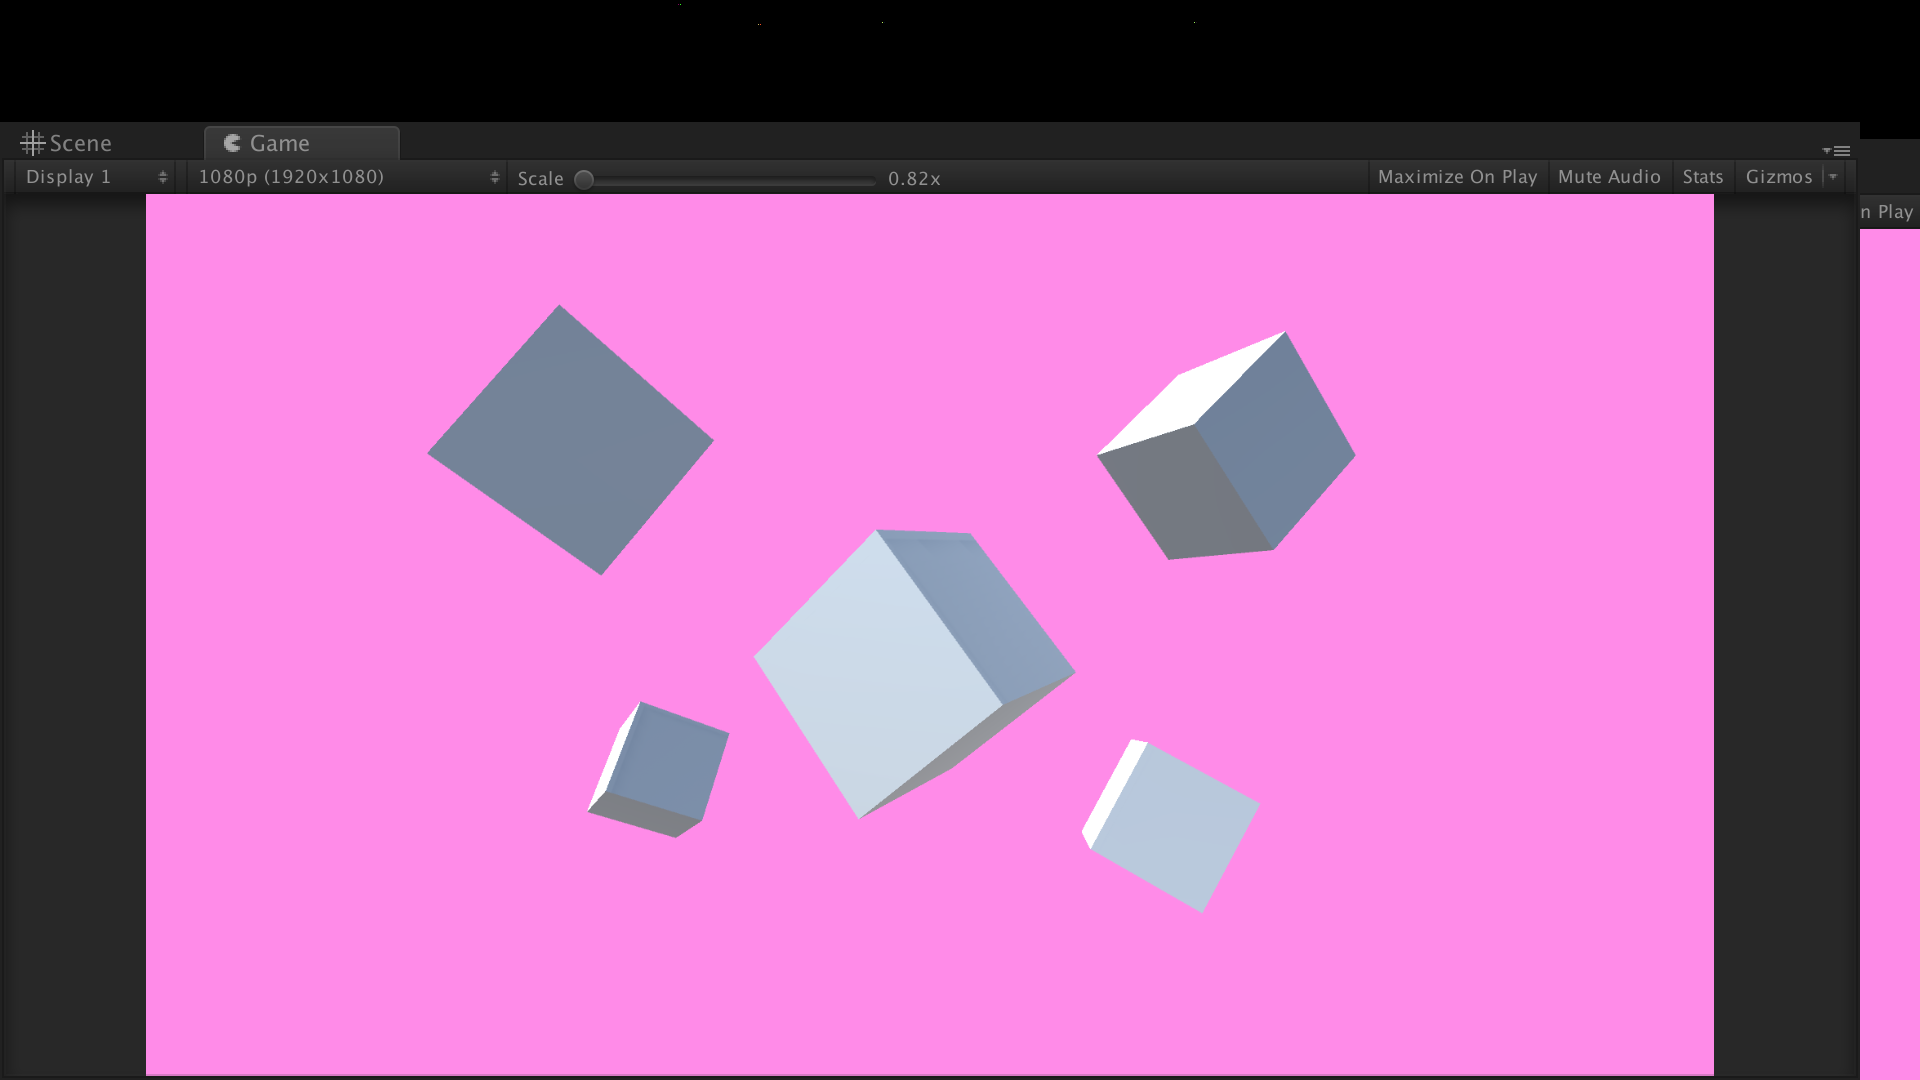 Scene
Game
Display 1
1080p (1920x1080)
Scale
0.82x
Maximize On Play
Mute Audio
Stats
Gizmos
n Play